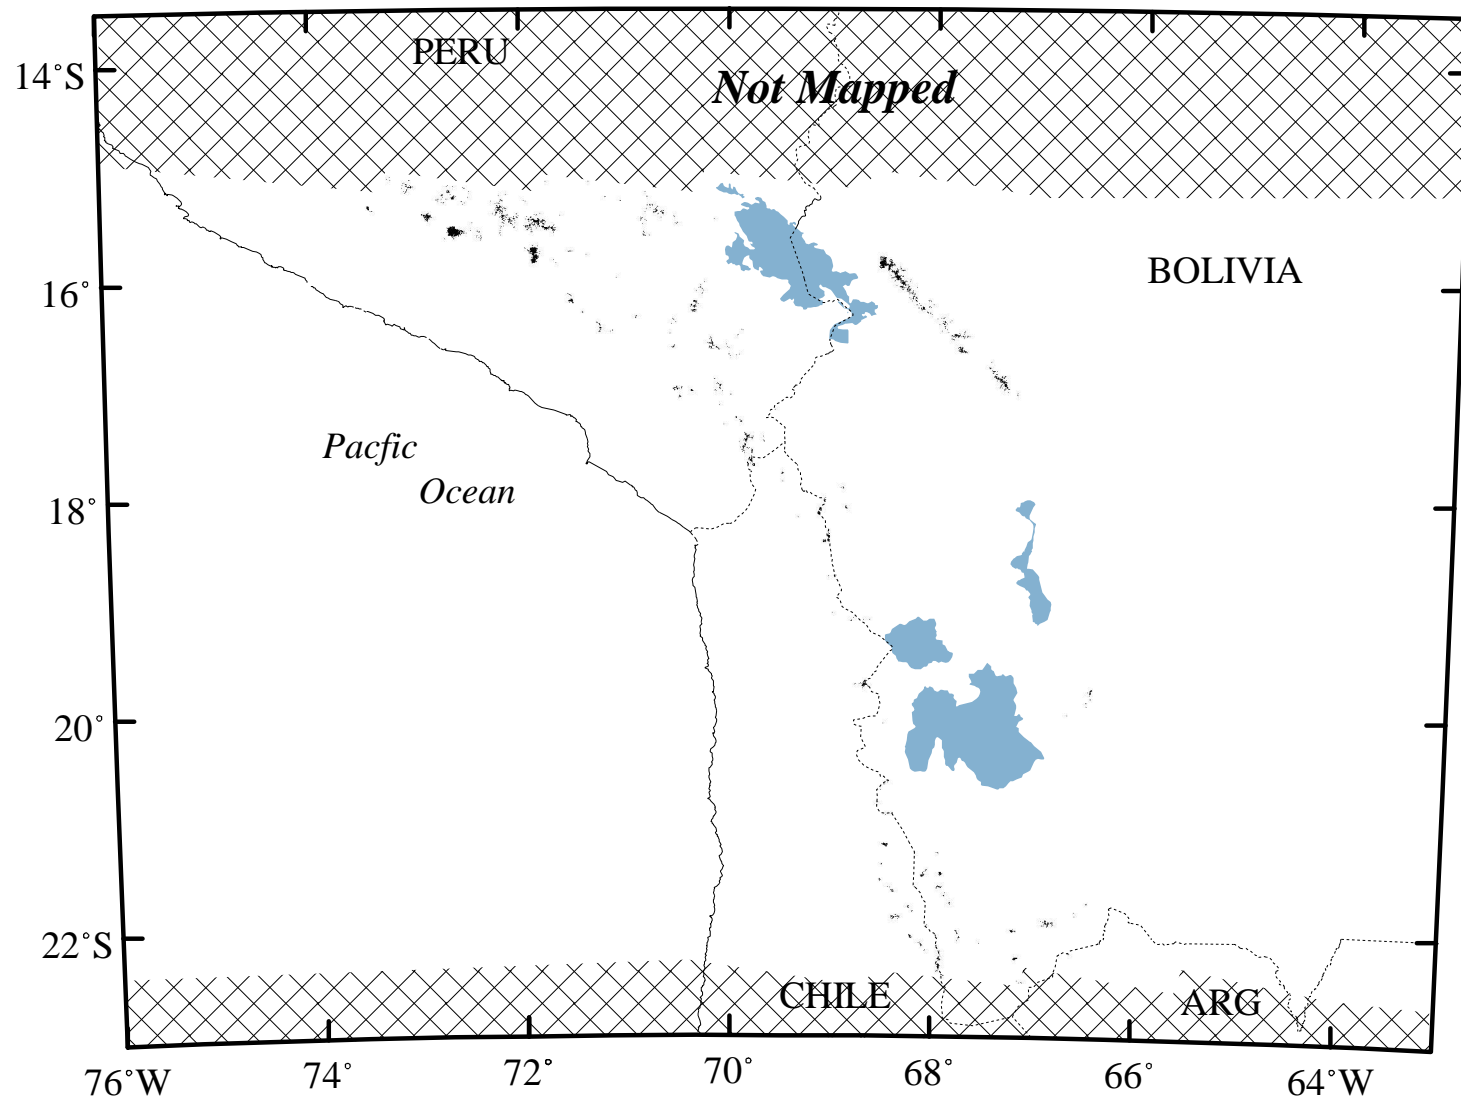 PERU
14°S
Not Mapped
BOLIVIA
16°
Pacfic
Ocean
18°
20°
22°S
CHILE
ARG
76°W
74°
72°
70°
68°
66°
64°W